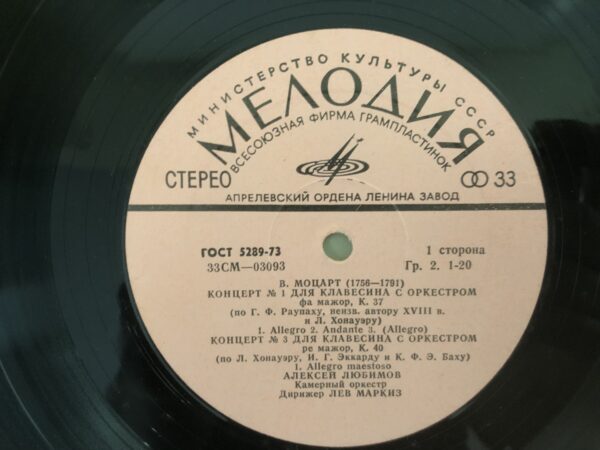 МИНИСТЕРСТВО КУЛЬТУРЫ СССР
МЕЛОДИЯ
ВСЕСОЮЗНАЯ ФИРМА ГРАМПЛАСТИНОК
СТЕРЕО 33
АПРЕЛЕВСКИЙ ОРДЕНА ЛЕНИНА ЗАВОД
ГОСТ 5289-73 1 сторона
33СМ—03093 Гр. 2. 1-20
В. МОЦАРТ (1756—1791)
КОНЦЕРТ № 1 ДЛЯ КЛАВЕСИНА С ОРКЕСТРОМ
фа мажор, К. 37
(по Г. Ф. Раупаху, неизв. автору XVIII в.
и Л. Хонауэру)
1. Allegro 2. Andante 3. (Allegro)
КОНЦЕРТ № 3 ДЛЯ КЛАВЕСИНА С ОРКЕСТРОМ
ре мажор, К. 40
(по Л. Хонауэру, И. Г. Эккарду и К. Ф. Э. Баху)
1. Allegro maestoso
АЛЕКСЕЙ ЛЮБИМОВ
Камерный оркестр
Дирижер ЛЕВ МАРКИЗ